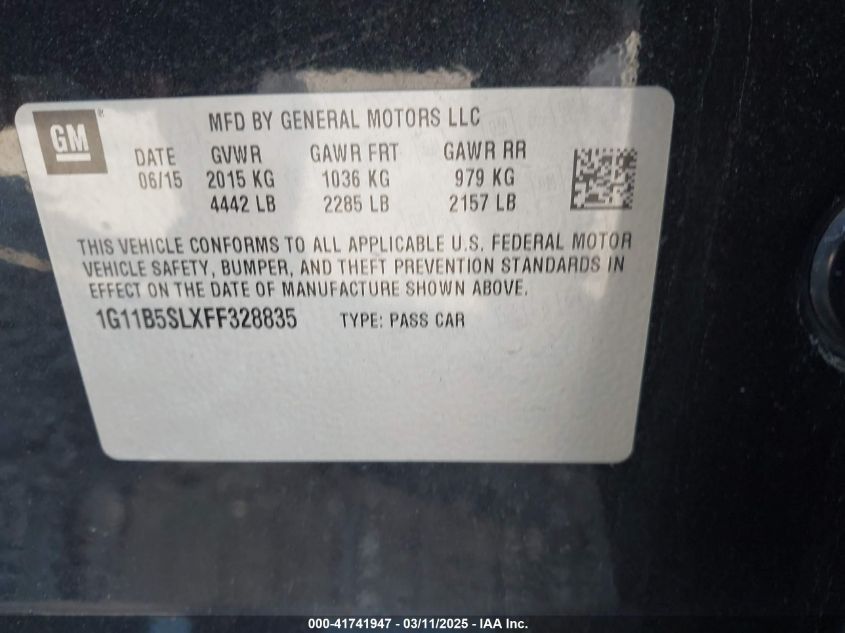 GM ®
MFD BY GENERAL MOTORS LLC
DATE GVWR GAWR FRT GAWR RR
06/15 2015 KG 1036 KG 979 KG
4442 LB 2285 LB 2157 LB
THIS VEHICLE CONFORMS TO ALL APPLICABLE U.S. FEDERAL MOTOR
VEHICLE SAFETY, BUMPER, AND THEFT PREVENTION STANDARDS IN
EFFECT ON THE DATE OF MANUFACTURE SHOWN ABOVE.
1G11B5SLXFF328835 TYPE: PASS CAR
000-41741947 - 03/11/2025 - IAA Inc.